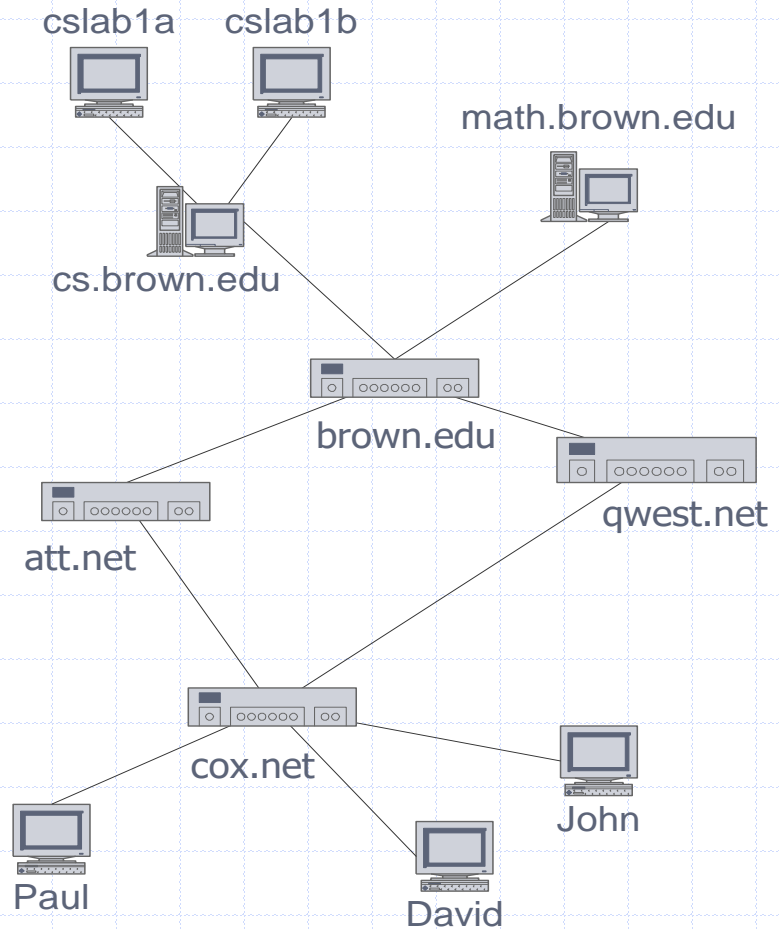 cslab1a
cslab1b
math.brown.edu
cs.brown.edu
brown.edu
qwest.net
att.net
cox.net
John
Paul
David